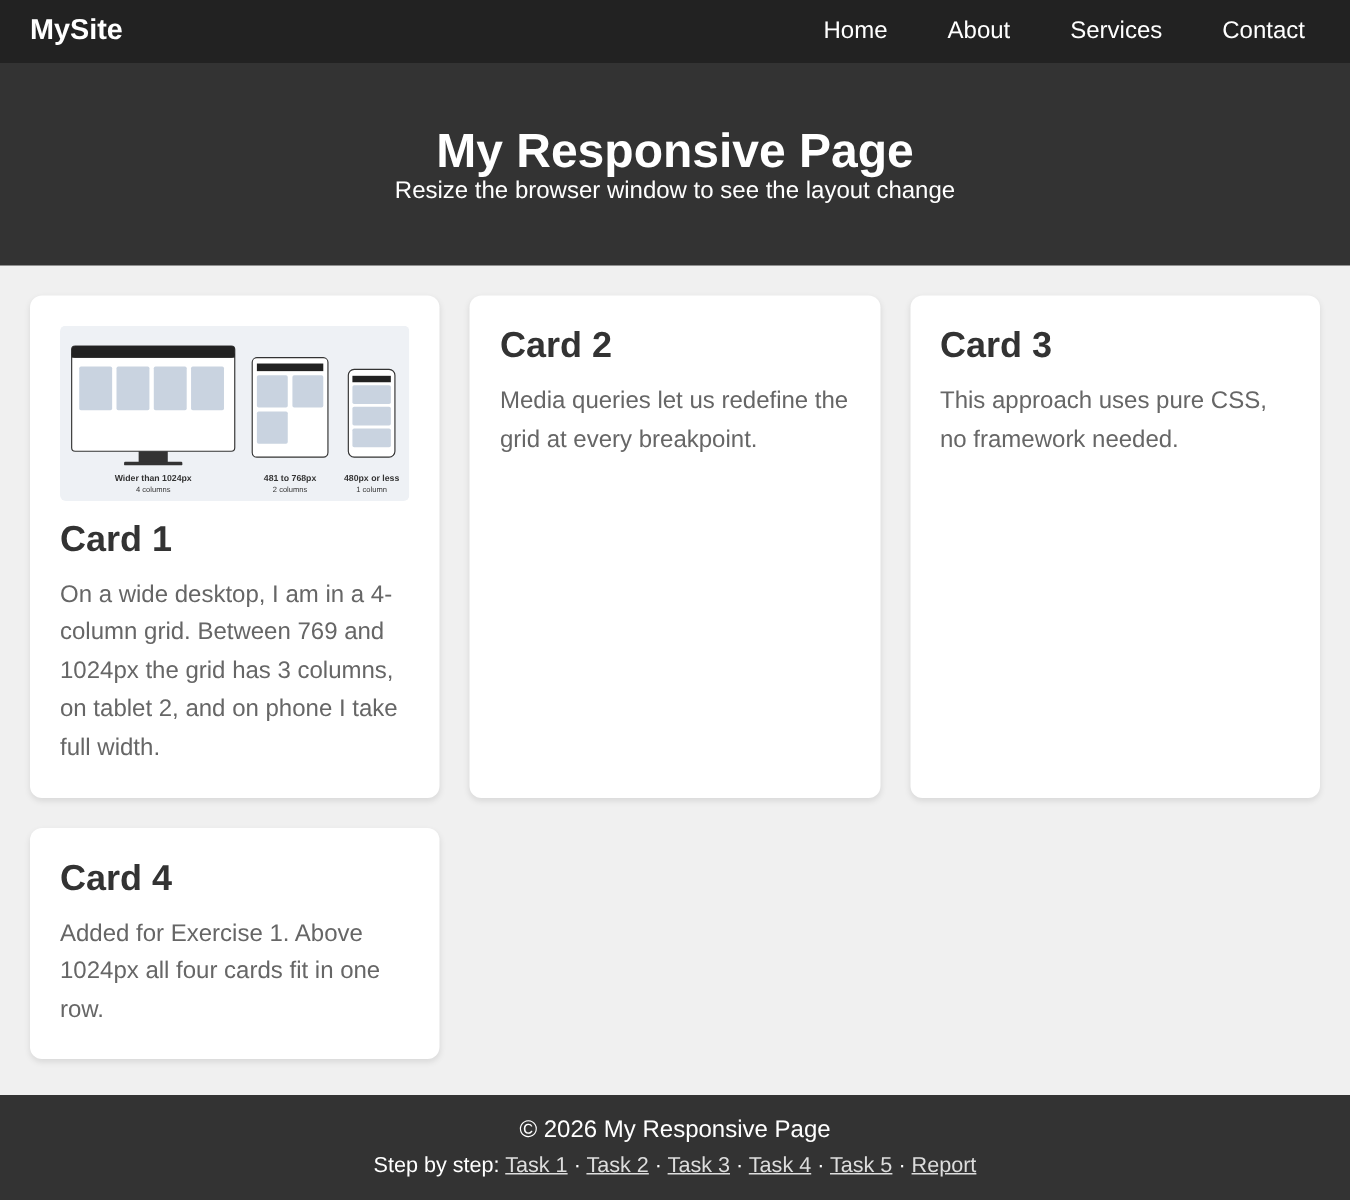 MySite
Home About Services Contact
My Responsive Page
Resize the browser window to see the layout change
Wider than 1024px
4 columns
481 to 768px
2 columns
480px or less
1 column
Card 1
On a wide desktop, I am in a 4-
column grid. Between 769 and
1024px the grid has 3 columns,
on tablet 2, and on phone I take
full width.
Card 2
Media queries let us redefine the
grid at every breakpoint.
Card 3
This approach uses pure CSS,
no framework needed.
Card 4
Added for Exercise 1. Above
1024px all four cards fit in one
row.
© 2026 My Responsive Page
Step by step: Task 1 · Task 2 · Task 3 · Task 4 · Task 5 · Report